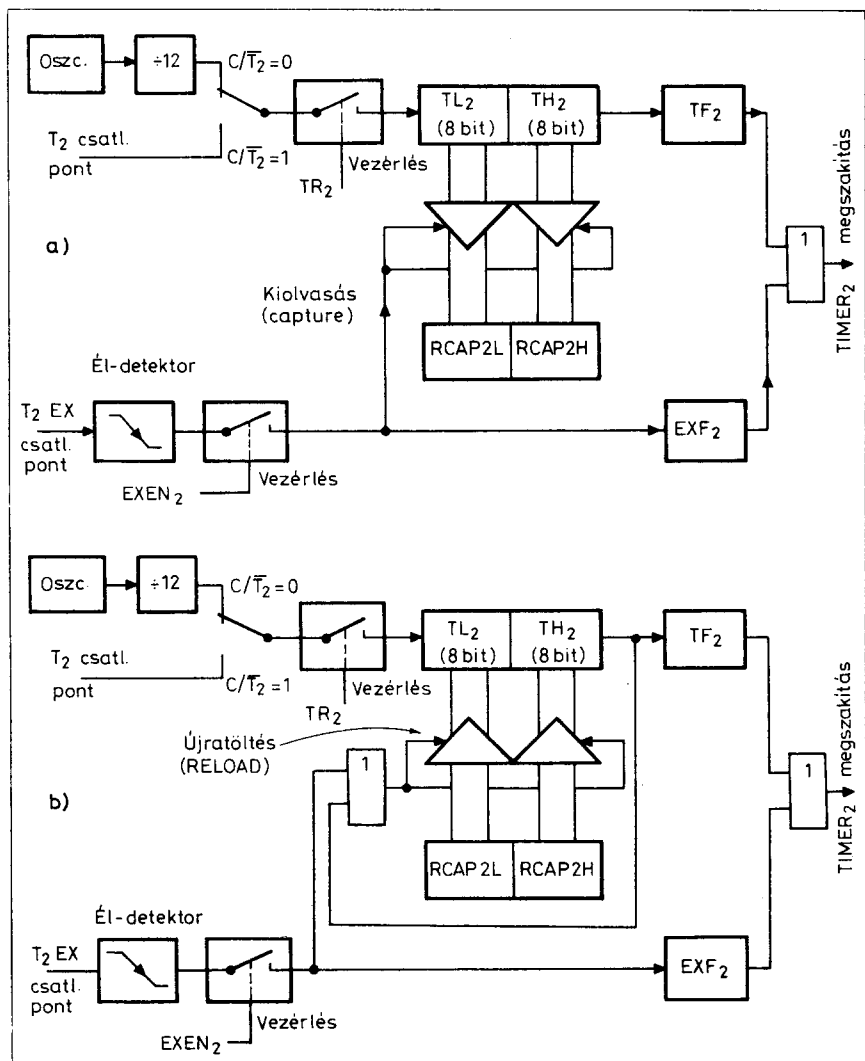 Oszc.
÷12
C/T̅₂=0
T₂ csatl.
pont
C/T̅₂=1
TR₂
Vezérlés
TL₂
(8 bit)
TH₂
(8 bit)
TF₂
a)
Kiolvasás
(capture)
RCAP2L
RCAP2H
1
TIMER₂ megszakítás
Él-detektor
T₂ EX
csatl.
pont
EXEN₂
Vezérlés
EXF₂
Oszc
÷12
C/T̅₂=0
T₂ csatl.
pont
C/T̅₂=1
TR₂
Vezérlés
TL₂
(8 bit)
TH₂
(8 bit)
TF₂
Újratöltés
(RELOAD)
b)
1
RCAP2L
RCAP2H
1
TIMER₂ megszakítás
Él-detektor
T₂ EX
csatl.
pont
EXEN₂
Vezérlés
EXF₂